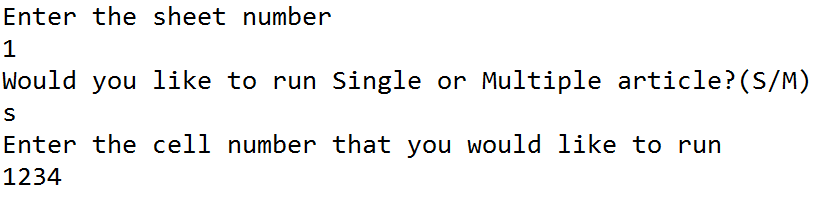 Enter the sheet number
1
Would you like to run Single or Multiple article?(S/M)
s
Enter the cell number that you would like to run
1234